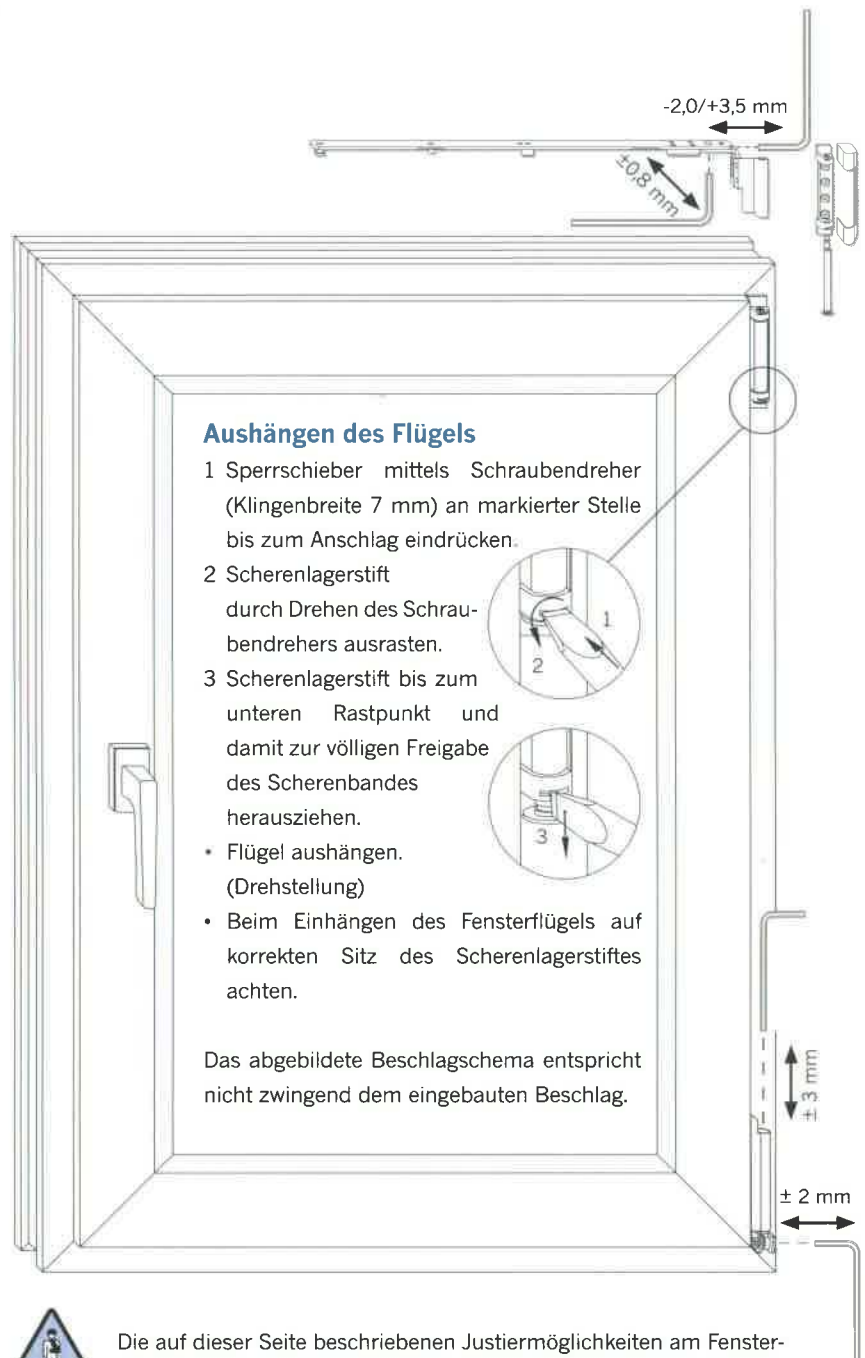 -2,0/+3,5 mm
±0,8 mm
Aushängen des Flügels
1 Sperrschieber mittels Schraubendreher
(Klingenbreite 7 mm) an markierter Stelle
bis zum Anschlag eindrücken.
2 Scherenlagerstift
durch Drehen des Schrau-
bendrehers ausrasten.
1
2
3 Scherenlagerstift bis zum
unteren Rastpunkt und
damit zur völligen Freigabe
des Scherenbandes
herausziehen.
3
• Flügel aushängen.
(Drehstellung)
• Beim Einhängen des Fensterflügels auf
korrekten Sitz des Scherenlagerstiftes
achten.
Das abgebildete Beschlagschema entspricht
nicht zwingend dem eingebauten Beschlag.
± 3 mm
± 2 mm
Die auf dieser Seite beschriebenen Justiermöglichkeiten am Fenster-